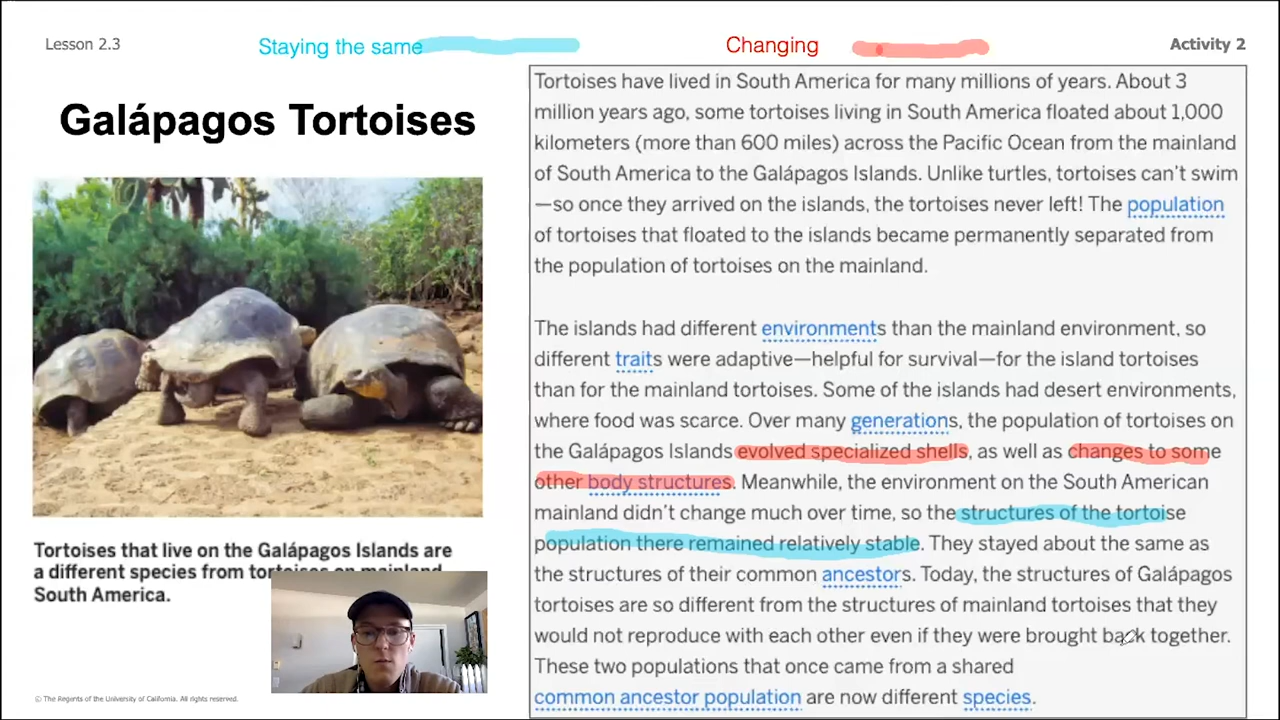 Lesson 2.3
Staying the same
Changing
Activity 2
Galápagos Tortoises
Tortoises that live on the Galápagos Islands are
a different species from tortoises on mainland
South America.
© The Regents of the University of California. All rights reserved.
Tortoises have lived in South America for many millions of years. About 3
million years ago, some tortoises living in South America floated about 1,000
kilometers (more than 600 miles) across the Pacific Ocean from the mainland
of South America to the Galápagos Islands. Unlike turtles, tortoises can't swim
—so once they arrived on the islands, the tortoises never left! The population
of tortoises that floated to the islands became permanently separated from
the population of tortoises on the mainland.
The islands had different environments than the mainland environment, so
different traits were adaptive—helpful for survival—for the island tortoises
than for the mainland tortoises. Some of the islands had desert environments,
where food was scarce. Over many generations, the population of tortoises on
the Galápagos Islands evolved specialized shells, as well as changes to some
other body structures. Meanwhile, the environment on the South American
mainland didn't change much over time, so the structures of the tortoise
population there remained relatively stable. They stayed about the same as
the structures of their common ancestors. Today, the structures of Galápagos
tortoises are so different from the structures of mainland tortoises that they
would not reproduce with each other even if they were brought back together.
These two populations that once came from a shared
common ancestor population are now different species.